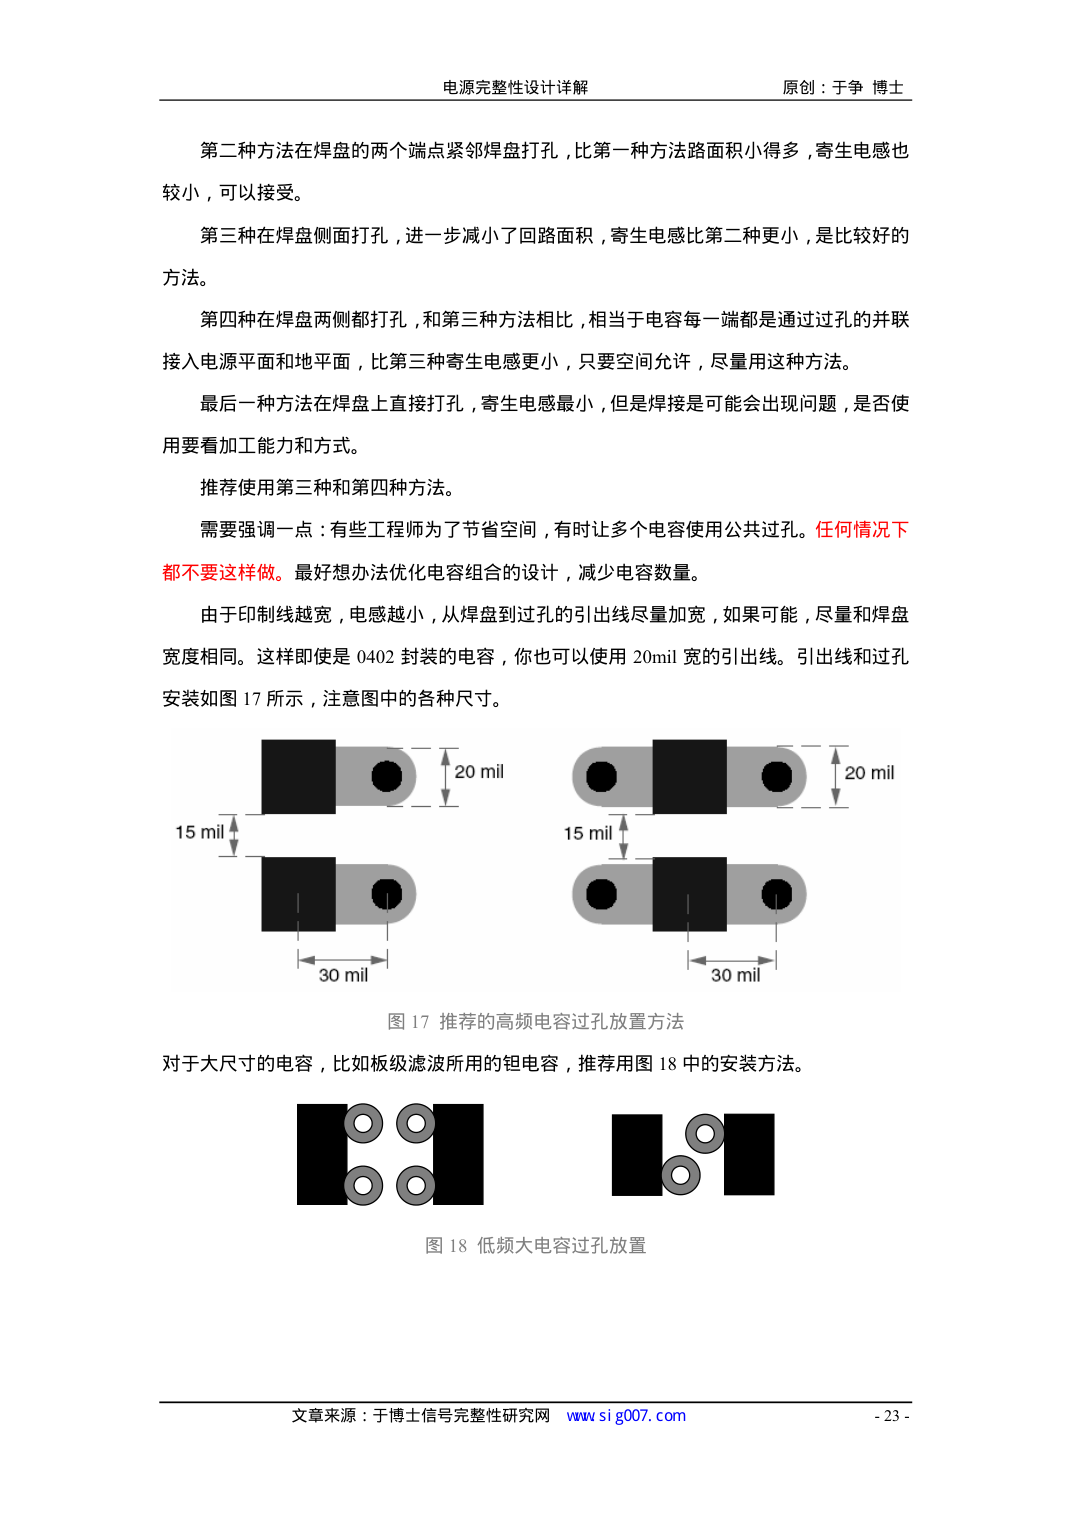 电源完整性设计详解 原创：于争 博士
第二种方法在焊盘的两个端点紧邻焊盘打孔，比第一种方法路面积小得多，寄生电感也
较小，可以接受。
第三种在焊盘侧面打孔，进一步减小了回路面积，寄生电感比第二种更小，是比较好的
方法。
第四种在焊盘两侧都打孔，和第三种方法相比，相当于电容每一端都是通过过孔的并联
接入电源平面和地平面，比第三种寄生电感更小，只要空间允许，尽量用这种方法。
最后一种方法在焊盘上直接打孔，寄生电感最小，但是焊接是可能会出现问题，是否使
用要看加工能力和方式。
推荐使用第三种和第四种方法。
需要强调一点：有些工程师为了节省空间，有时让多个电容使用公共过孔。任何情况下
都不要这样做。最好想办法优化电容组合的设计，减少电容数量。
由于印制线越宽，电感越小，从焊盘到过孔的引出线尽量加宽，如果可能，尽量和焊盘
宽度相同。这样即使是 0402 封装的电容，你也可以使用 20mil 宽的引出线。引出线和过孔
安装如图 17 所示，注意图中的各种尺寸。
20 mil 20 mil
15 mil 15 mil
30 mil 30 mil
图 17 推荐的高频电容过孔放置方法
对于大尺寸的电容，比如板级滤波所用的钽电容，推荐用图 18 中的安装方法。
图 18 低频大电容过孔放置
文章来源：于博士信号完整性研究网 www.sig007.com - 23 -